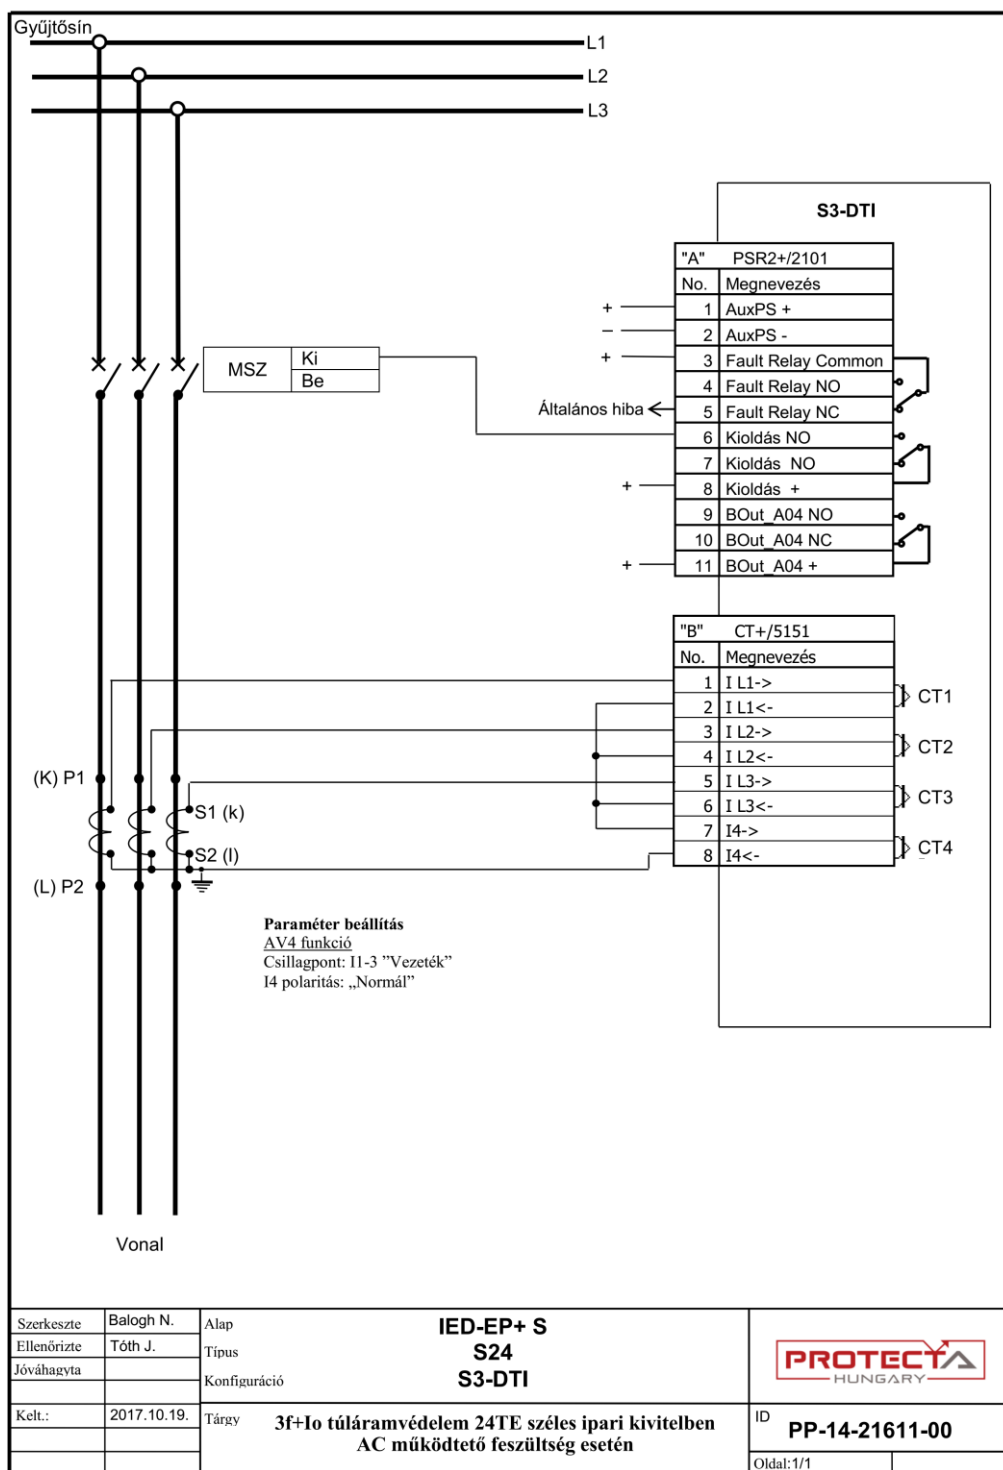 Gyűjtősín
L1
L2
L3
S3-DTI
"A" PSR2+/2101
No. Megnevezés
+ 1 AuxPS +
– 2 AuxPS -
+ 3 Fault Relay Common
4 Fault Relay NO
Általános hiba 5 Fault Relay NC
6 Kioldás NO
7 Kioldás NO
+ 8 Kioldás +
9 BOut_A04 NO
10 BOut_A04 NC
+ 11 BOut_A04 +
MSZ Ki
Be
"B" CT+/5151
No. Megnevezés
1 I L1->
2 I L1<-
CT1
3 I L2->
4 I L2<-
CT2
5 I L3->
6 I L3<-
CT3
7 I4->
8 I4<-
CT4
(K) P1
S1 (k)
S2 (l)
(L) P2
Paraméter beállítás
AV4 funkció
Csillagpont: I1-3 ”Vezeték”
I4 polaritás: „Normál”
Vonal
Szerkeszte Balogh N.
Ellenőrizte Tóth J.
Jóváhagyta
Kelt.: 2017.10.19.
Alap IED-EP+ S
Típus S24
Konfiguráció S3-DTI
Tárgy 3f+Io túláramvédelem 24TE széles ipari kivitelben
AC működtető feszültség esetén
PROTECTA
HUNGARY
ID PP-14-21611-00
Oldal:1/1